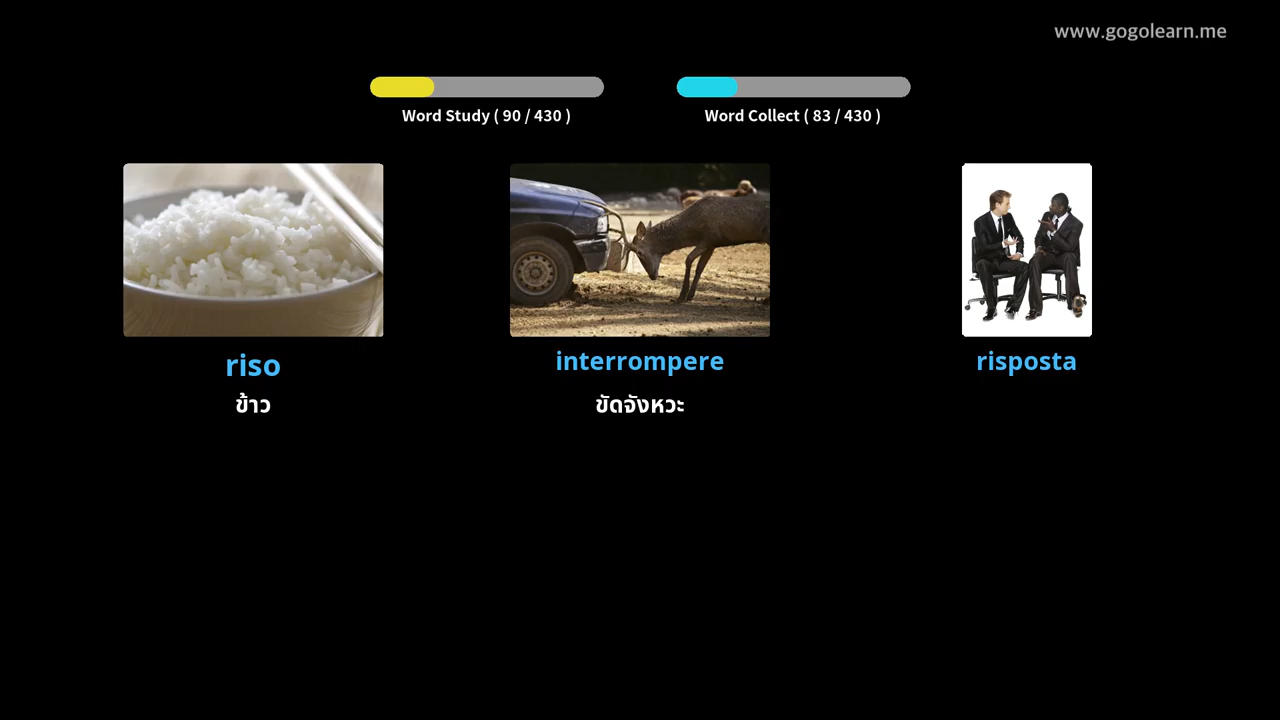 www.gogolearn.me
Word Study ( 90 / 430 )
Word Collect ( 83 / 430 )
riso
interrompere
risposta
ข้าว
ขัดจังหวะ